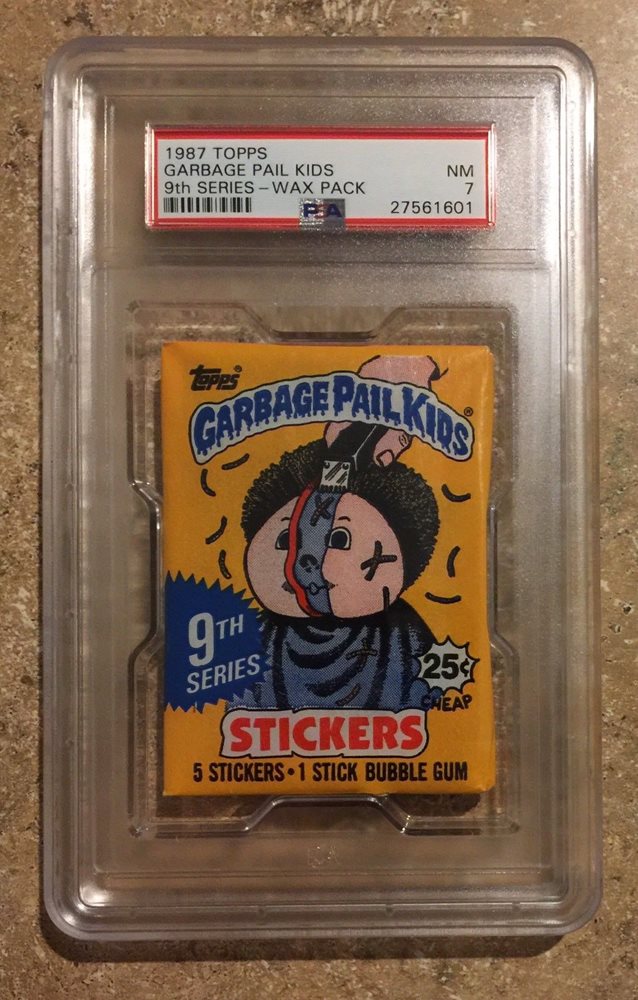 1987 TOPPS
GARBAGE PAIL KIDS NM
9th SERIES – WAX PACK 7
PSA 27561601
TOPPS®
GARBAGE PAIL KIDS®
9TH
SERIES
25¢
CHEAP
STICKERS
5 STICKERS • 1 STICK BUBBLE GUM